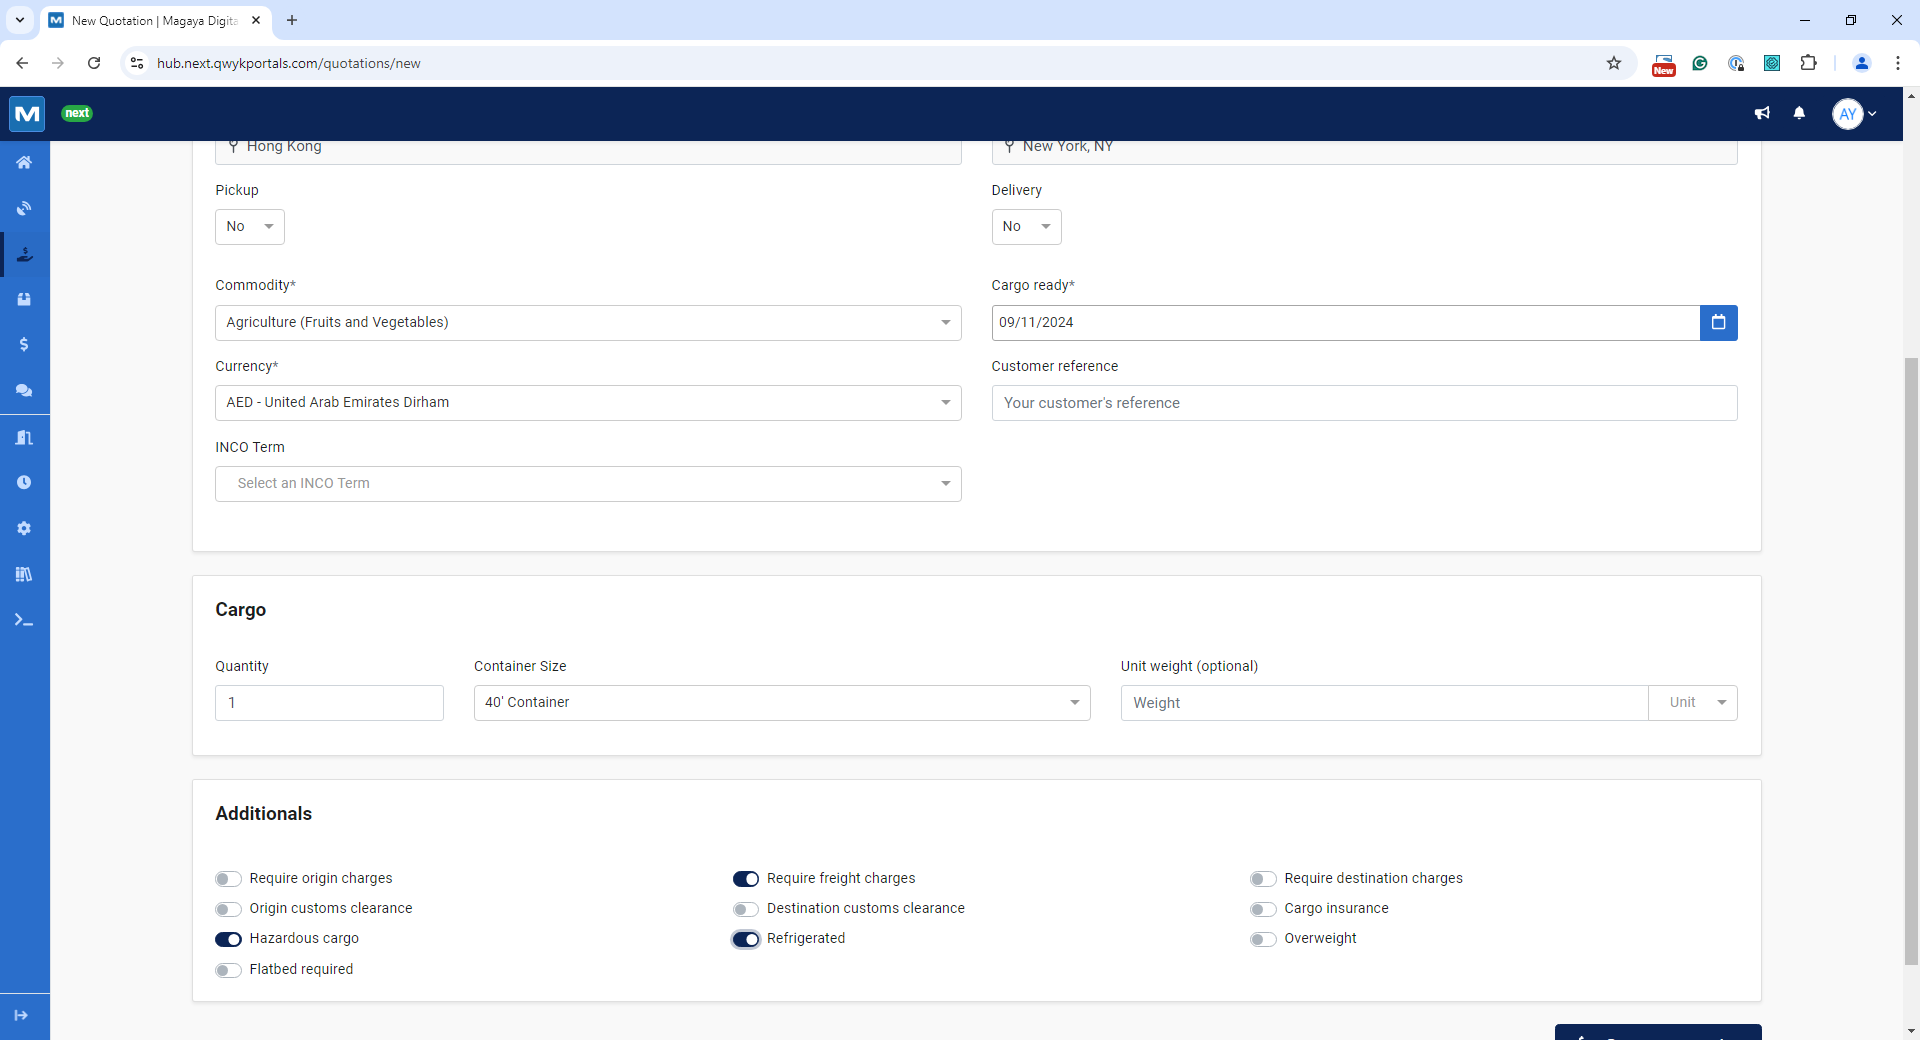 New Quotation | Magaya Digita
hub.next.qwykportals.com/quotations/new
New
M next
AY
Hong Kong
New York, NY
Pickup
Delivery
No
No
Commodity*
Cargo ready*
Agriculture (Fruits and Vegetables)
09/11/2024
Currency*
Customer reference
AED - United Arab Emirates Dirham
Your customer's reference
INCO Term
Select an INCO Term
Cargo
Quantity
Container Size
Unit weight (optional)
1
40' Container
Weight
Unit
Additionals
Require origin charges
Require freight charges
Require destination charges
Origin customs clearance
Destination customs clearance
Cargo insurance
Hazardous cargo
Refrigerated
Overweight
Flatbed required